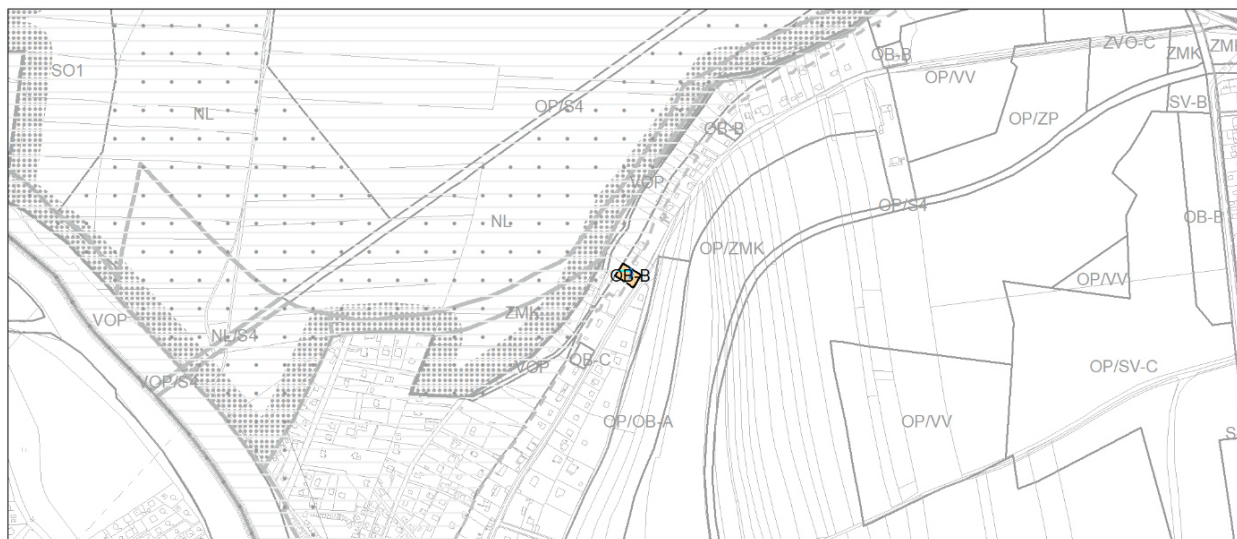 ZVO-C
ZMK
ZMK
OB-B
SO1
OP/VV
OP/S4
SV-B
NL
OP/ZP
OB-B
VOP
OP/S4
NL
OB-B
OP/ZMK
OB-B
OP/VV
ZMK
VOP
NL/S4
OB-C
VOP
OP/SV-C
VOP/S4
OP/OB-A
OP/VV
S